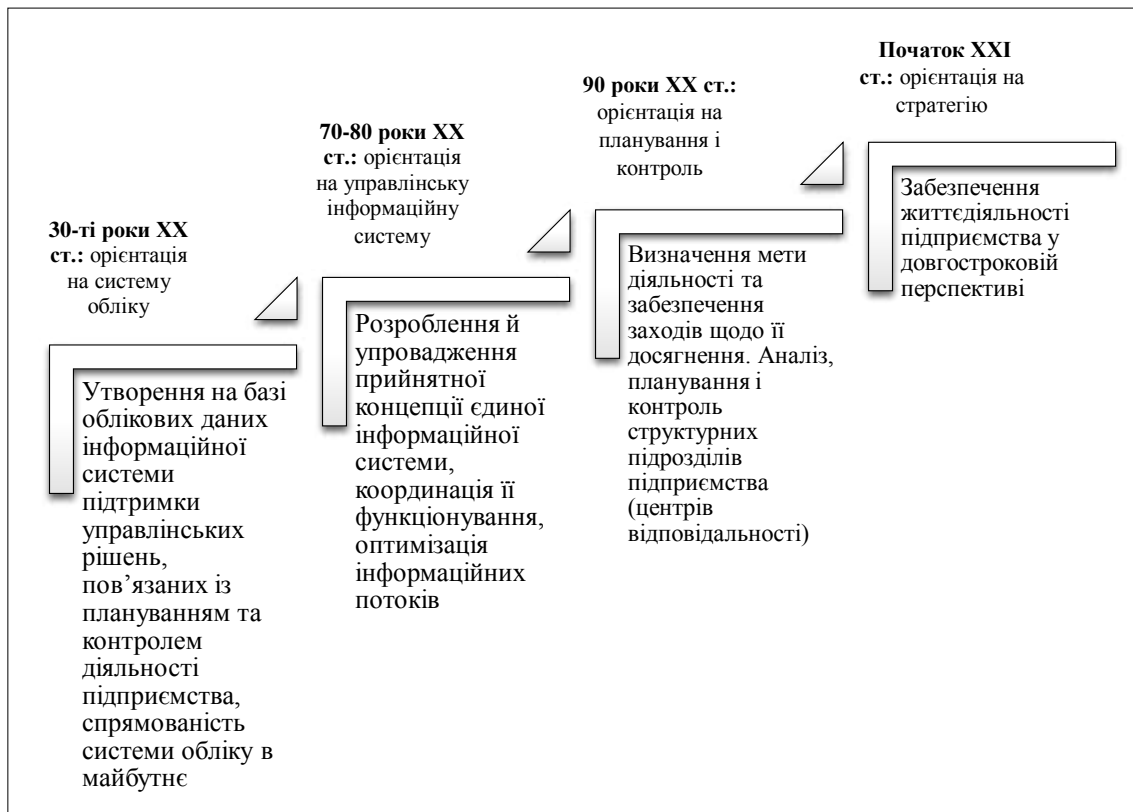 30-ті роки XX
ст.: орієнтація
на систему
обліку
Утворення на базі
облікових даних
інформаційної
системи
підтримки
управлінських
рішень,
пов’язаних із
плануванням та
контролем
діяльності
підприємства,
спрямованість
системи обліку в
майбутнє
70-80 роки XX
ст.: орієнтація
на управлінську
інформаційну
систему
Розроблення й
упровадження
прийнятної
концепції єдиної
інформаційної
системи,
координація її
функціонування,
оптимізація
інформаційних
потоків
90 роки XX ст.:
орієнтація на
планування і
контроль
Визначення мети
діяльності та
забезпечення
заходів щодо її
досягнення. Аналіз,
планування і
контроль
структурних
підрозділів
підприємства
(центрів
відповідальності)
Початок XXI
ст.: орієнтація на
стратегію
Забезпечення
життєдіяльності
підприємства у
довгостроковій
перспективі